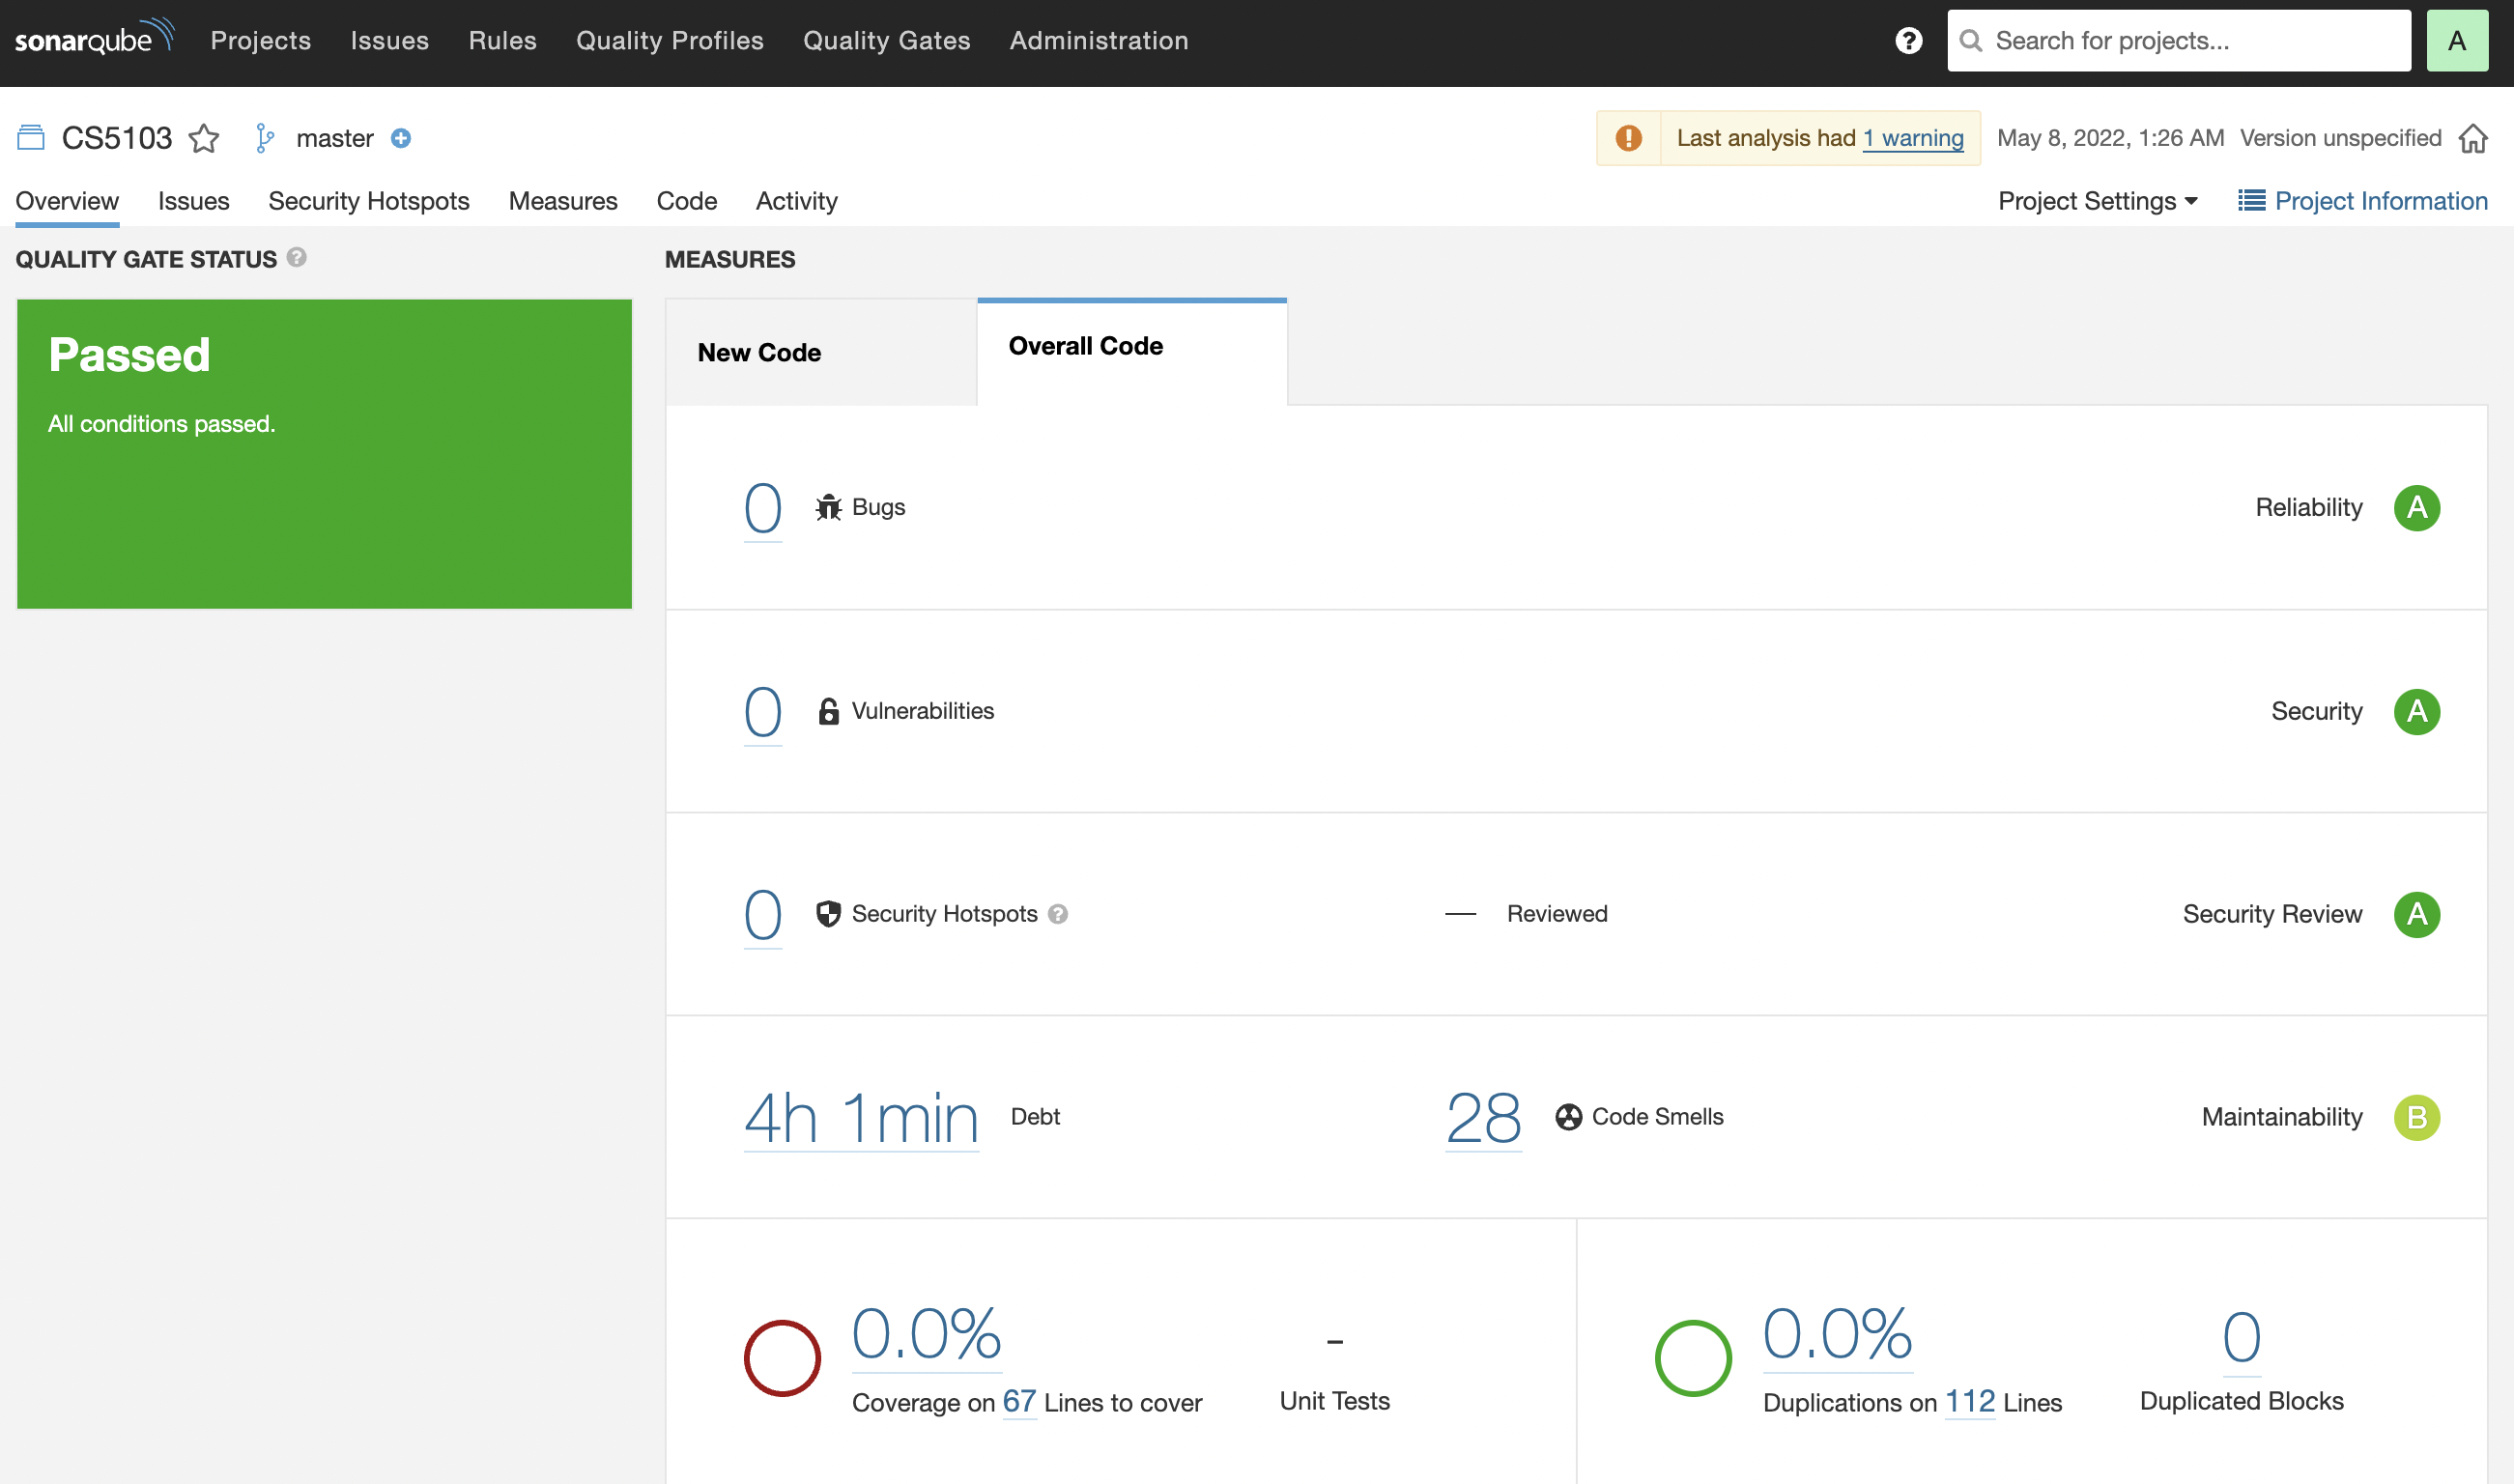 sonarqube Projects Issues Rules Quality Profiles Quality Gates Administration ? Search for projects... A
CS5103 master Last analysis had 1 warning May 8, 2022, 1:26 AM Version unspecified
Overview Issues Security Hotspots Measures Code Activity Project Settings Project Information
QUALITY GATE STATUS ? MEASURES
Passed
All conditions passed.
New Code Overall Code
0 Bugs Reliability A
0 Vulnerabilities Security A
0 Security Hotspots ? — Reviewed Security Review A
4h 1min Debt 28 Code Smells Maintainability B
0.0% – 0.0% 0
Coverage on 67 Lines to cover Unit Tests Duplications on 112 Lines Duplicated Blocks